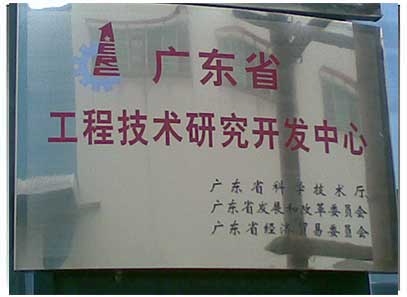 广东省
工程技术研究开发中心
广东省科学技术厅
广东省发展和改革委员会
广东省经济贸易委员会